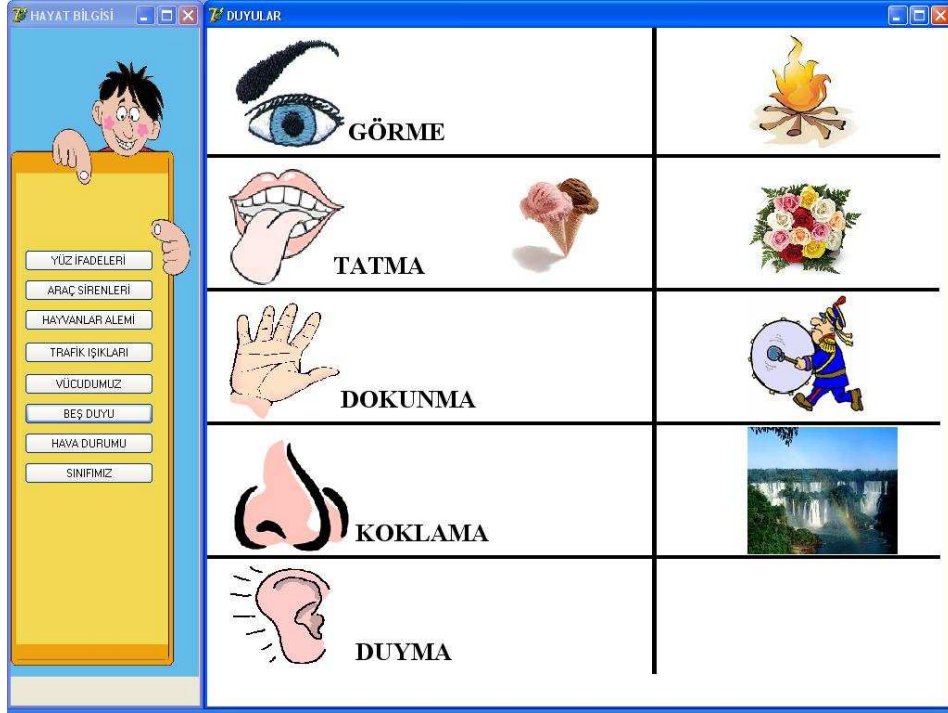 HAYAT BİLGİSİ
YÜZ İFADELERİ
ARAÇ SİRENLERİ
HAYVANLAR ALEMİ
TRAFİK IŞIKLARI
VÜCUDUMUZ
BEŞ DUYU
HAVA DURUMU
SINIFIMIZ
DUYULAR
GÖRME
TATMA
DOKUNMA
KOKLAMA
DUYMA